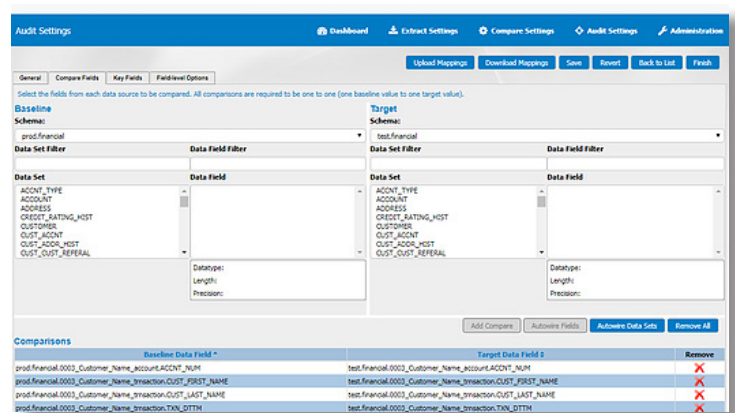 Audit Settings
Dashboard Extract Settings Compare Settings Audit Settings Administration
Upload Mappings Download Mappings Save Revert Back to List Finish
General Compare Fields Key Fields Field-level Options
Select the fields from each data source to be compared. All comparisons are required to be one to one (one baseline value to one target value).
Baseline Target
Schema: Schema:
prod.financial test.financial
Data Set Filter Data Field Filter Data Set Filter Data Field Filter
Data Set Data Field Data Set Data Field
ACCNT_TYPE ACCNT_TYPE
ACCOUNT ACCOUNT
ADDRESS ADDRESS
CREDIT_RATING_HIST CREDIT_RATING_HIST
CUSTOMER CUSTOMER
CUST_ACCNT CUST_ACCNT
CUST_ADDR_HIST CUST_ADDR_HIST
CUST_CUST_REFERAL CUST_CUST_REFERAL
Datatype: Datatype:
Length: Length:
Precision: Precision:
Add Compare Autowire Fields Autowire Data Sets Remove All
Comparisons
Baseline Data Field Target Data Field Remove
prod.financial.0003_Customer_Name_account.ACCNT_NUM test.financial.0003_Customer_Name_account.ACCNT_NUM
prod.financial.0003_Customer_Name_trnsaction.CUST_FIRST_NAME test.financial.0003_Customer_Name_trnsaction.CUST_FIRST_NAME
prod.financial.0003_Customer_Name_trnsaction.CUST_LAST_NAME test.financial.0003_Customer_Name_trnsaction.CUST_LAST_NAME
prod.financial.0003_Customer_Name_trnsaction.TXN_DTTM test.financial.0003_Customer_Name_trnsaction.TXN_DTTM